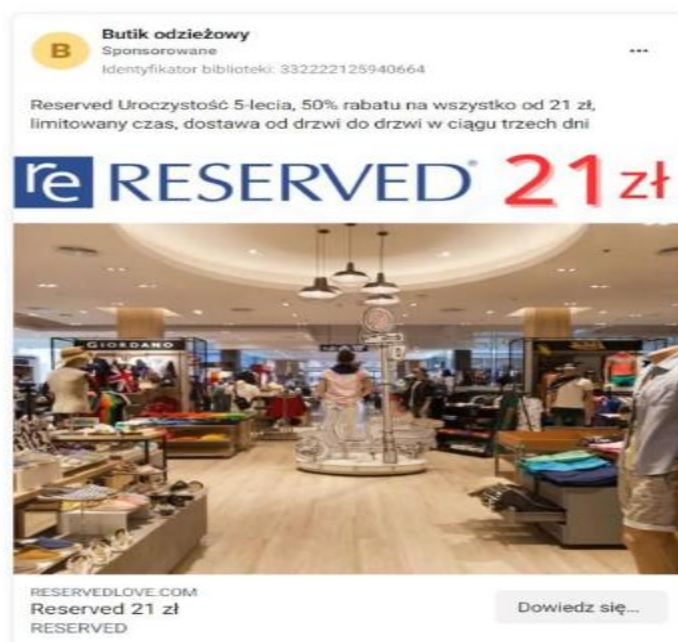 B
Butik odzieżowy
Sponsorowane
Identyfikator biblioteki: 332222125940664
Reserved Uroczystość 5-lecia, 50% rabatu na wszystko od 21 zł,
limitowany czas, dostawa od drzwi do drzwi w ciągu trzech dni
re RESERVED® 21 zł
GIORDANO
RESERVEDLOVE.COM
Reserved 21 zł
RESERVED
Dowiedz się...